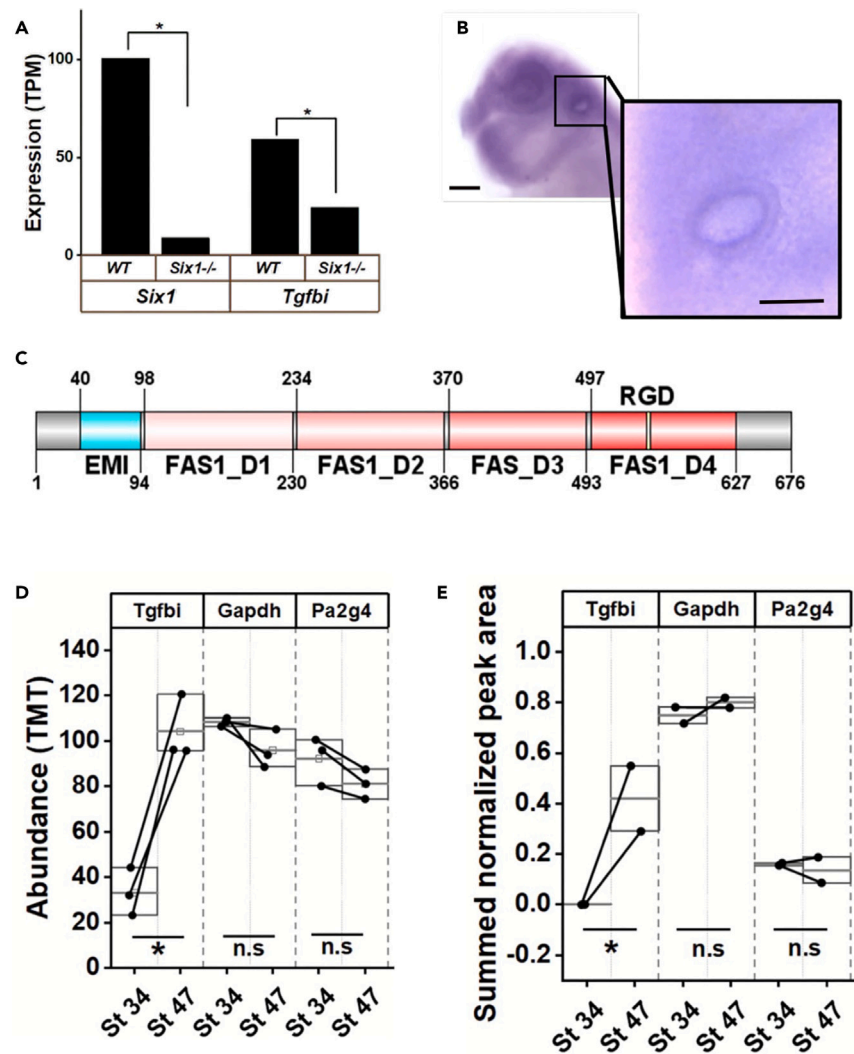 A
Expression (TPM)
100
50
0
*
*
WT Six1-/- WT Six1-/-
Six1 Tgfbi
B
C
40 98 234 370 497
RGD
EMI FAS1_D1 FAS1_D2 FAS_D3 FAS1_D4
1 94 230 366 493 627 676
D
Tgfbi Gapdh Pa2g4
Abundance (TMT)
140
120
100
80
60
40
20
0
* n.s n.s
St 34 St 47 St 34 St 47 St 34 St 47
E
Tgfbi Gapdh Pa2g4
Summed normalized peak area
1.0
0.8
0.6
0.4
0.2
0.0
-0.2
* n.s n.s
St 34 St 47 St 34 St 47 St 34 St 47